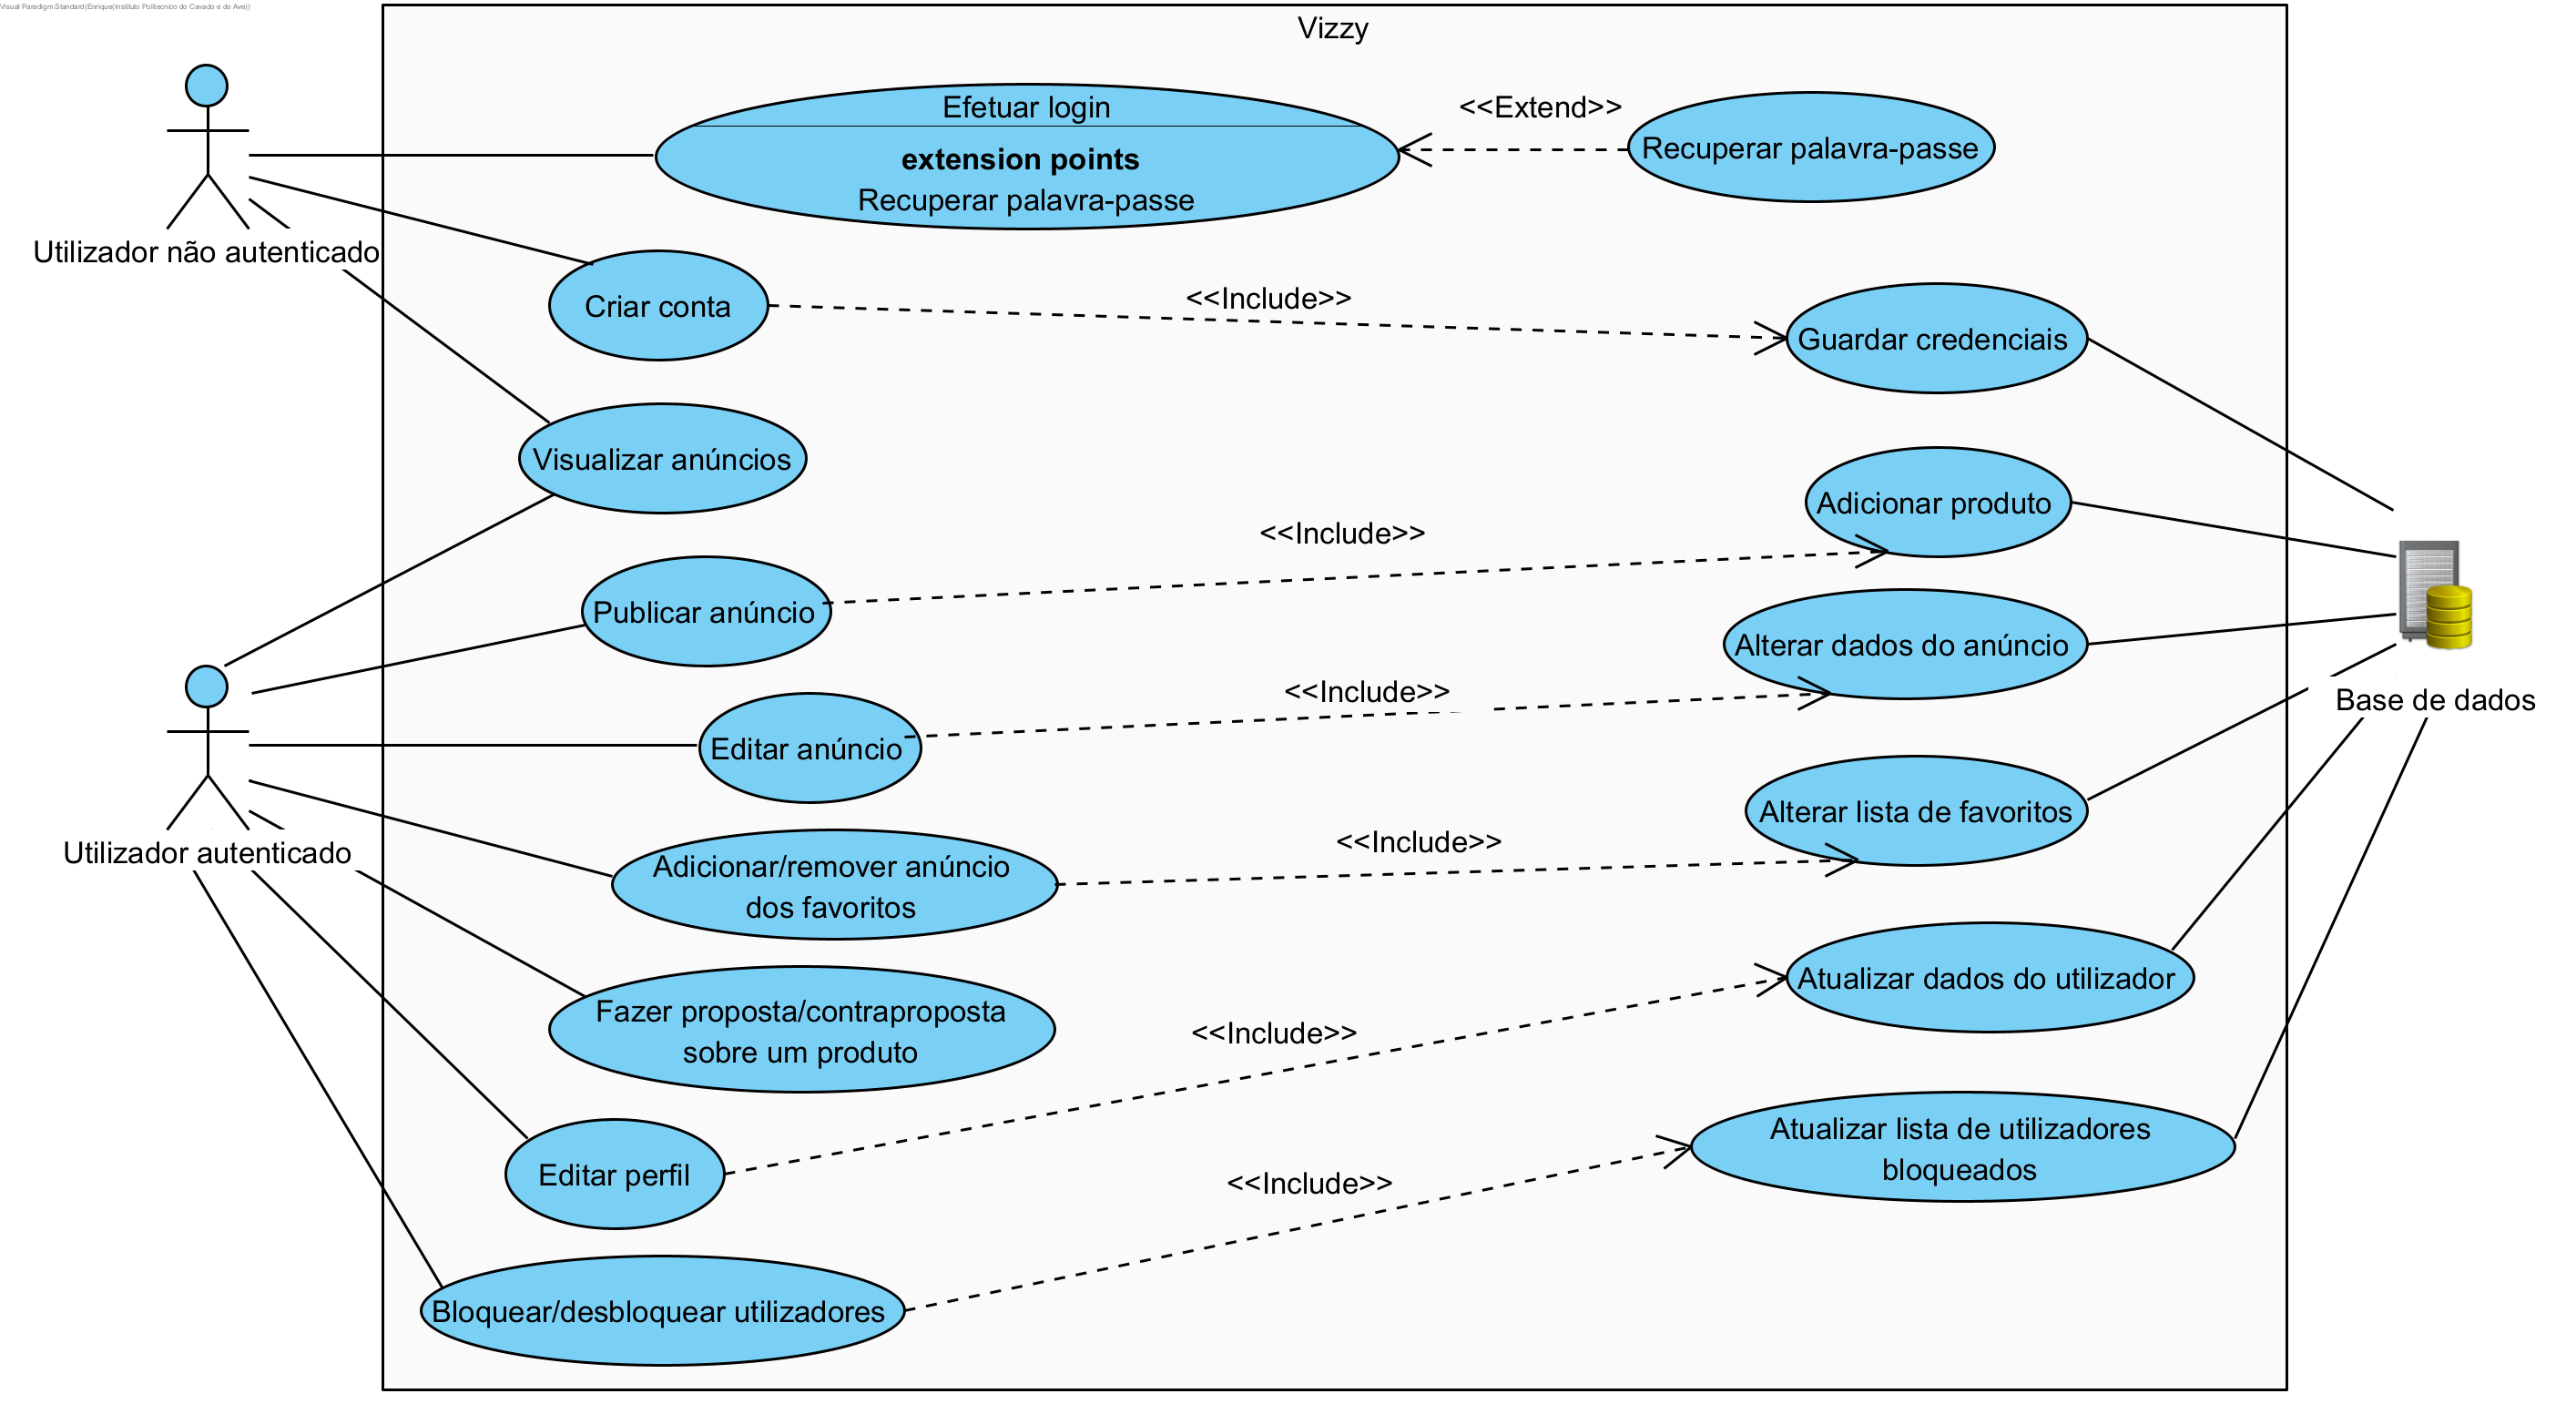 Visual Paradigm Standard(Enrique(Instituto Politecnico do Cavado e do Ave))
Vizzy
Efetuar login
<<Extend>>
extension points
Recuperar palavra-passe
Recuperar palavra-passe
Utilizador não autenticado
Criar conta
<<Include>>
Guardar credenciais
Visualizar anúncios
Adicionar produto
<<Include>>
Publicar anúncio
Alterar dados do anúncio
<<Include>>
Base de dados
Editar anúncio
Alterar lista de favoritos
<<Include>>
Utilizador autenticado
Adicionar/remover anúncio
dos favoritos
Atualizar dados do utilizador
Fazer proposta/contraproposta
sobre um produto
<<Include>>
Atualizar lista de utilizadores
bloqueados
Editar perfil
<<Include>>
Bloquear/desbloquear utilizadores